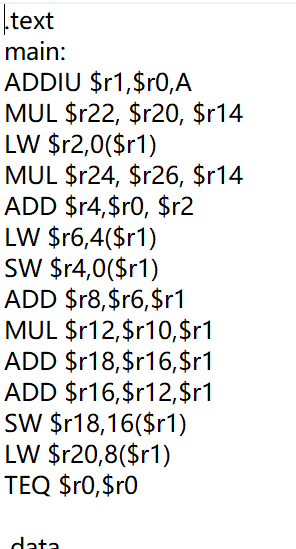 .text
main:
ADDIU $r1,$r0,A
MUL $r22, $r20, $r14
LW $r2,0($r1)
MUL $r24, $r26, $r14
ADD $r4,$r0, $r2
LW $r6,4($r1)
SW $r4,0($r1)
ADD $r8,$r6,$r1
MUL $r12,$r10,$r1
ADD $r18,$r16,$r1
ADD $r16,$r12,$r1
SW $r18,16($r1)
LW $r20,8($r1)
TEQ $r0,$r0
.data